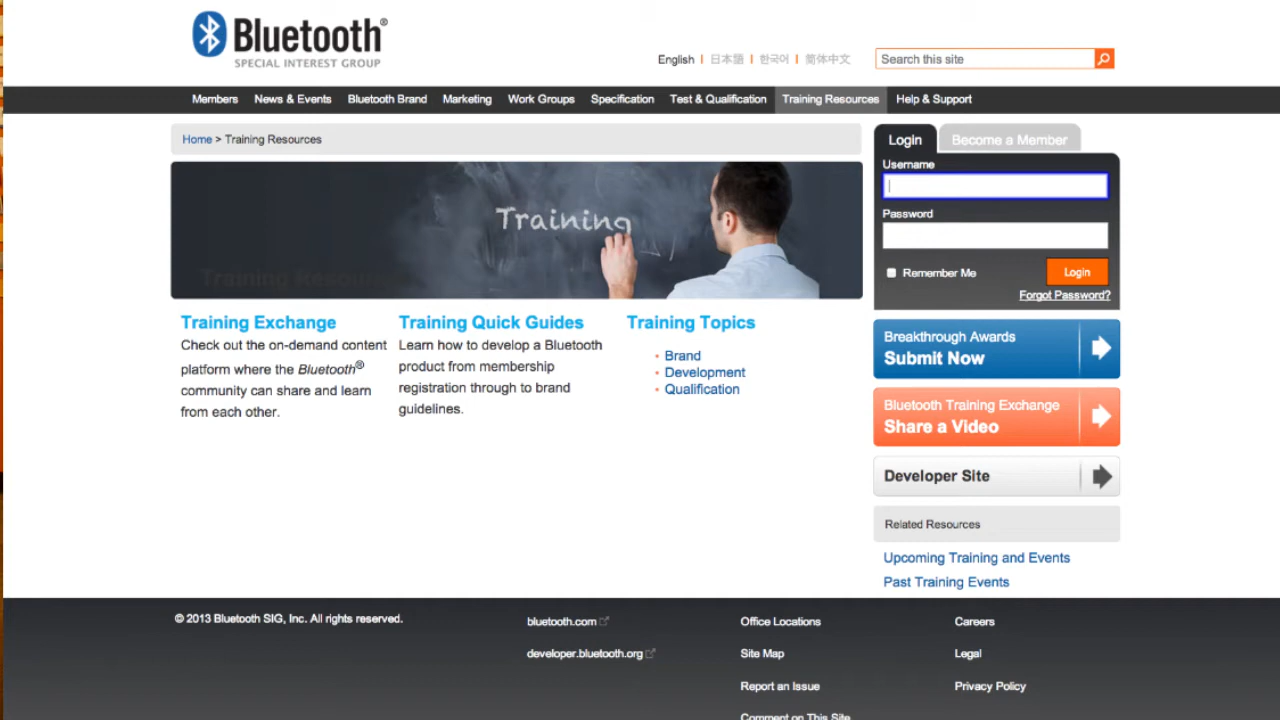 Bluetooth®
SPECIAL INTEREST GROUP
English | 日本語 | 한국어 | 简体中文
Search this site
Members News & Events Bluetooth Brand Marketing Work Groups Specification Test & Qualification Training Resources Help & Support
Home > Training Resources
Training
Training Resour
Training Exchange
Check out the on-demand content
platform where the Bluetooth®
community can share and learn
from each other.
Training Quick Guides
Learn how to develop a Bluetooth
product from membership
registration through to brand
guidelines.
Training Topics
• Brand
• Development
• Qualification
Login
Become a Member
Username
Password
Remember Me
Login
Forgot Password?
Breakthrough Awards
Submit Now
Bluetooth Training Exchange
Share a Video
Developer Site
Related Resources
Upcoming Training and Events
Past Training Events
© 2013 Bluetooth SIG, Inc. All rights reserved.
bluetooth.com
developer.bluetooth.org
Office Locations
Site Map
Report an Issue
Comment on This Site
Careers
Legal
Privacy Policy